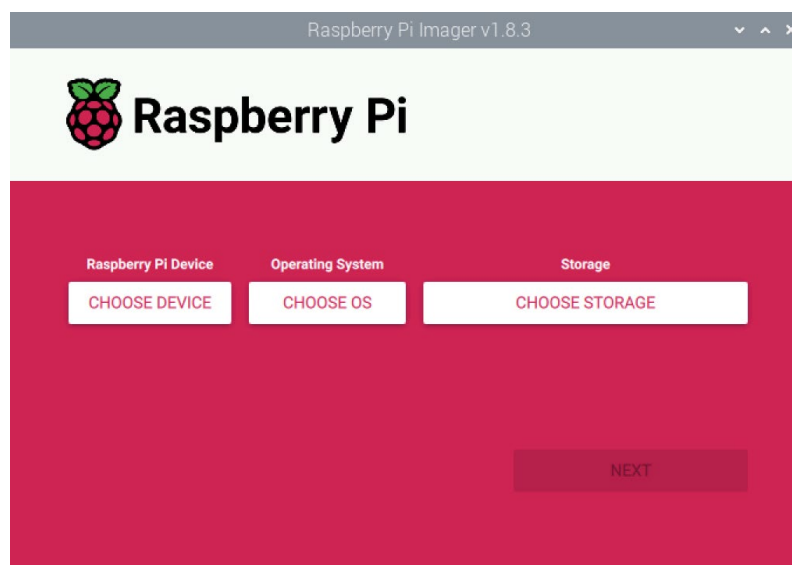 Raspberry Pi Imager v1.8.3
Raspberry Pi
Raspberry Pi Device
Operating System
Storage
CHOOSE DEVICE
CHOOSE OS
CHOOSE STORAGE
NEXT